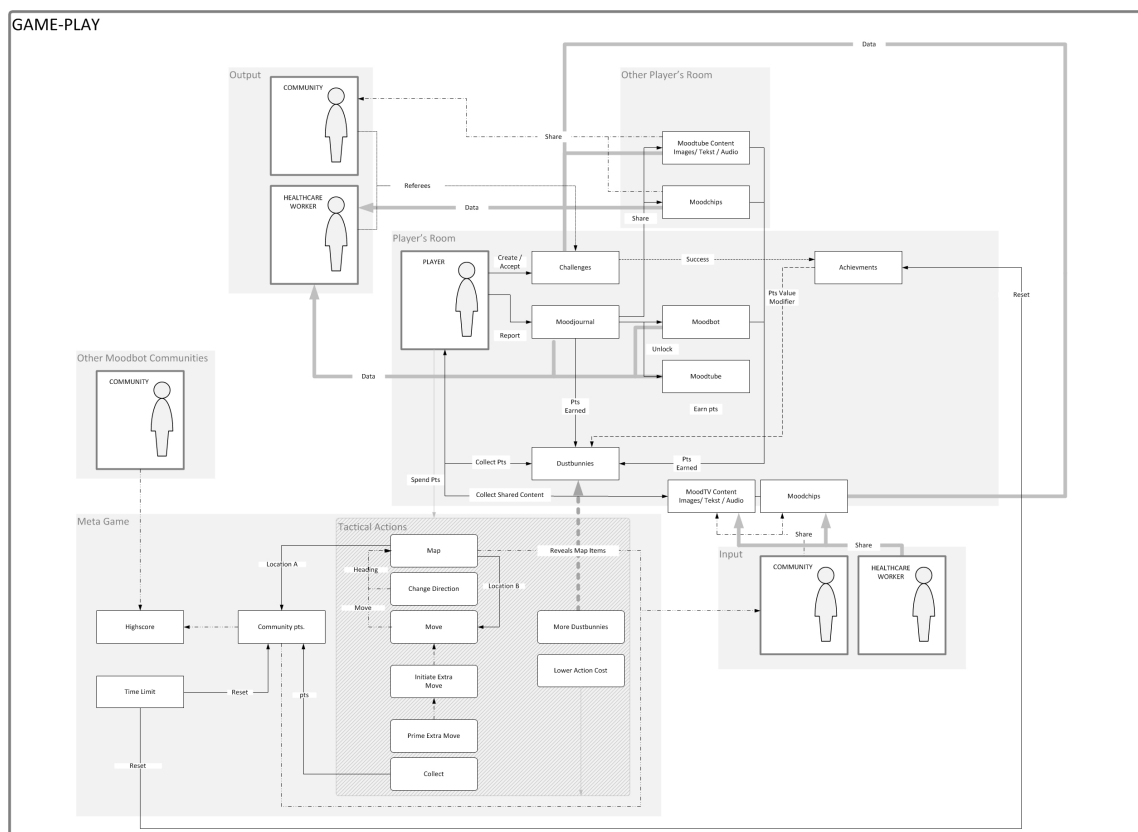 GAME-PLAY
Data
Output
COMMUNITY
HEALTHCARE
WORKER
Other Player's Room
Share
Moodtube Content
Images/ Tekst / Audio
Referees
Moodchips
Data
Share
Player's Room
PLAYER
Create /
Accept
Challenges
Success
Achievments
Pts Value
Modifier
Reset
Report
Moodjournal
Moodbot
Unlock
Moodtube
Data
Pts
Earned
Earn pts
Other Moodbot Communities
COMMUNITY
Collect Pts
Dustbunnies
Pts
Earned
Spend Pts
Collect Shared Content
MoodTV Content
Images/ Tekst / Audio
Moodchips
Meta Game
Tactical Actions
Map
Reveals Map Items
Share
Share
Input
COMMUNITY
HEALTHCARE
WORKER
Location A
Heading
Location B
Change Direction
Move
Highscore
Community pts.
Move
More Dustbunnies
Initiate Extra
Move
Lower Action Cost
Time Limit
Reset
pts
Prime Extra Move
Reset
Collect